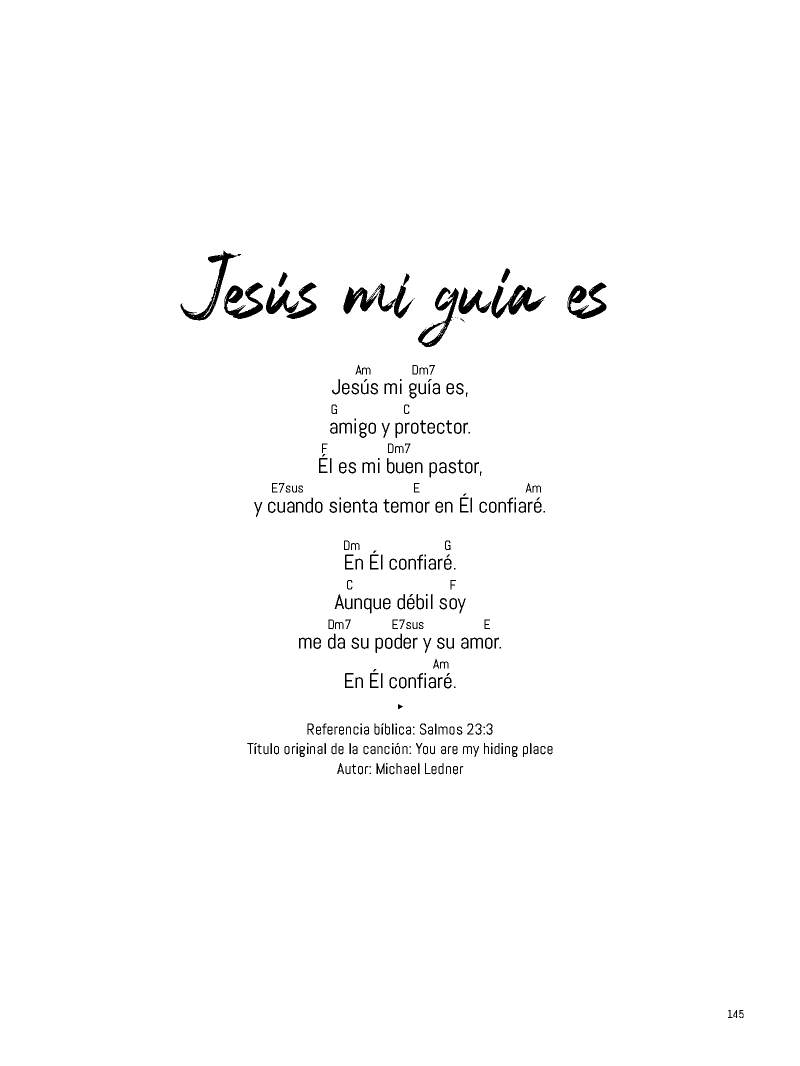 Jesús mi guía es
Am Dm7
Jesús mi guía es,
G C
amigo y protector.
F Dm7
Él es mi buen pastor,
E7sus E Am
y cuando sienta temor en Él confiaré.
Dm G
En Él confiaré.
C F
Aunque débil soy
Dm7 E7sus E
me da su poder y su amor.
Am
En Él confiaré.
Referencia bíblica: Salmos 23:3
Título original de la canción: You are my hiding place
Autor: Michael Ledner
145